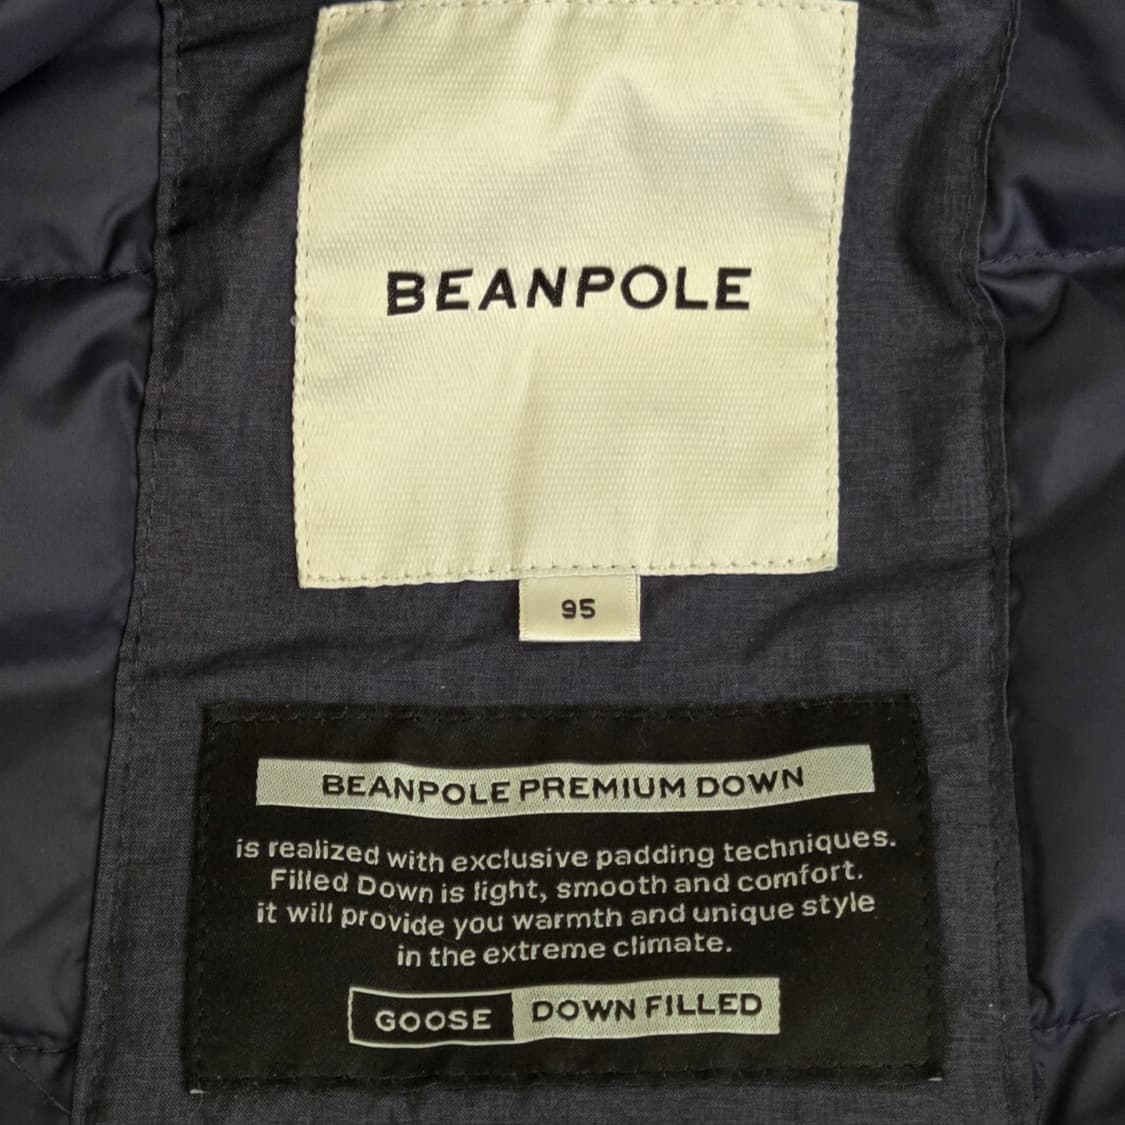 BEANPOLE
95
BEANPOLE PREMIUM DOWN
is realized with exclusive padding techniques.
Filled Down is light, smooth and comfort.
it will provide you warmth and unique style
in the extreme climate.
GOOSE DOWN FILLED